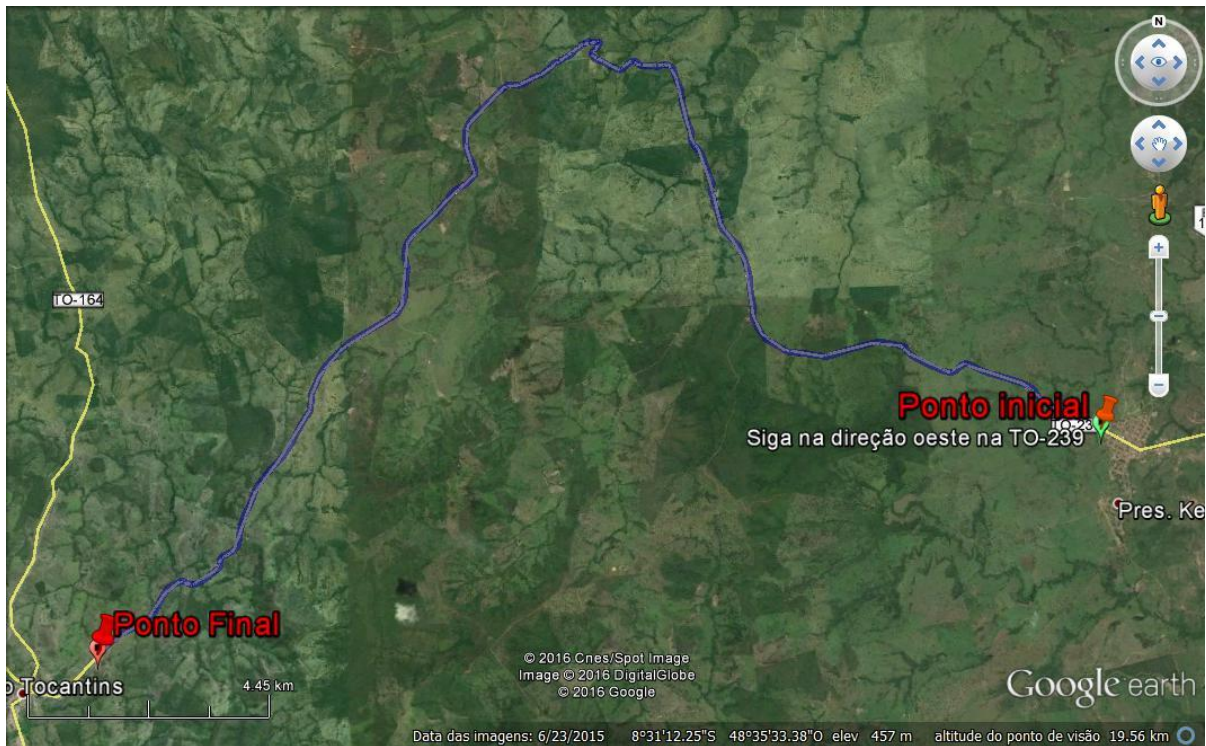 N
TO-164
Ponto inicial
TO-23
Siga na direção oeste na TO-239
Pres. Ke
Ponto Final
o Tocantins
4.45 km
© 2016 Cnes/Spot Image
Image © 2016 DigitalGlobe
© 2016 Google
Google earth
Data das imagens: 6/23/2015 8°31'12.25"S 48°35'33.38"O elev 457 m altitude do ponto de visão 19.56 km